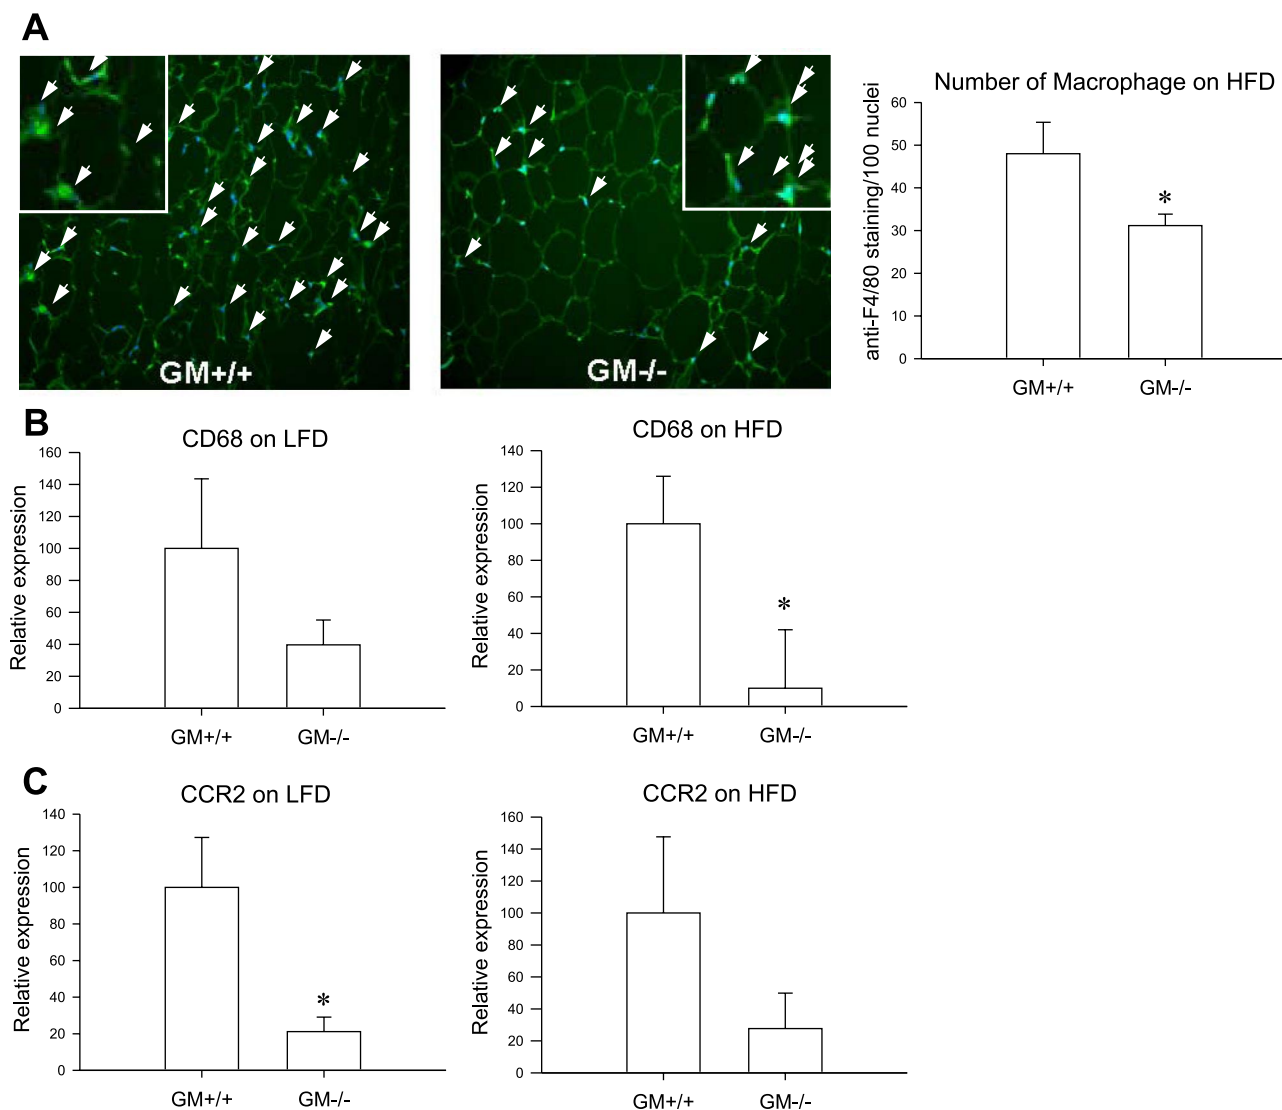 A
GM+/+
GM-/-
Number of Macrophage on HFD
anti-F4/80 staining/100 nuclei
60
50
40
30
20
10
0
*
GM+/+
GM-/-
B
CD68 on LFD
Relative expression
160
140
120
100
80
60
40
20
0
GM+/+
GM-/-
CD68 on HFD
Relative expression
140
120
100
80
60
40
20
0
*
GM+/+
GM-/-
C
CCR2 on LFD
Relative expression
140
120
100
80
60
40
20
0
*
GM+/+
GM-/-
CCR2 on HFD
Relative expression
160
140
120
100
80
60
40
20
0
GM+/+
GM-/-